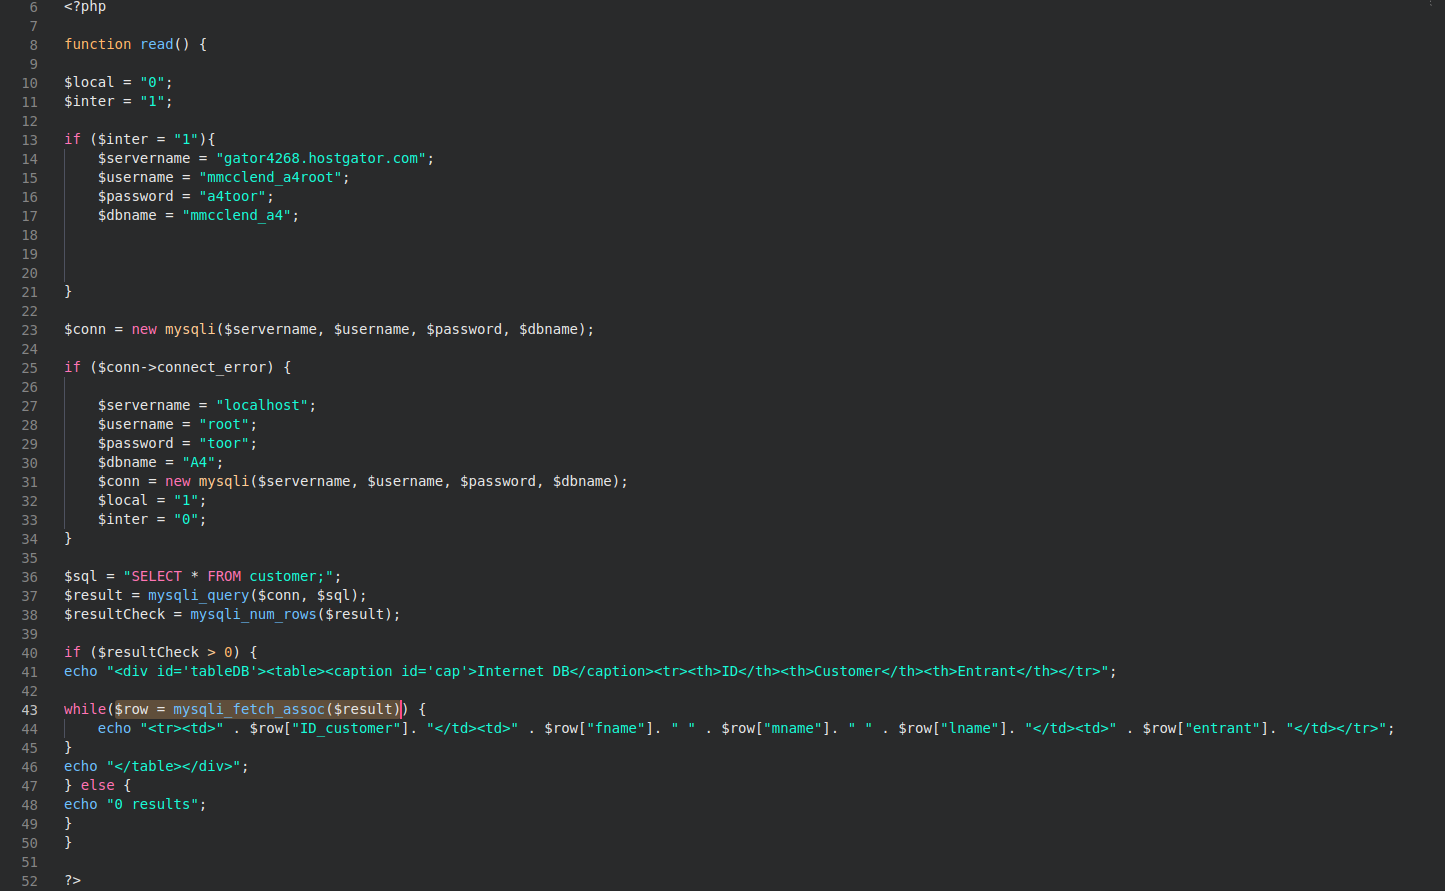 6 <?php
7
8 function read() {
9
10 $local = "0";
11 $inter = "1";
12
13 if ($inter = "1"){
14     $servername = "gator4268.hostgator.com";
15     $username = "mmcclend_a4root";
16     $password = "a4toor";
17     $dbname = "mmcclend_a4";
18
19
20
21 }
22
23 $conn = new mysqli($servername, $username, $password, $dbname);
24
25 if ($conn->connect_error) {
26
27     $servername = "localhost";
28     $username = "root";
29     $password = "toor";
30     $dbname = "A4";
31     $conn = new mysqli($servername, $username, $password, $dbname);
32     $local = "1";
33     $inter = "0";
34 }
35
36 $sql = "SELECT * FROM customer;";
37 $result = mysqli_query($conn, $sql);
38 $resultCheck = mysqli_num_rows($result);
39
40 if ($resultCheck > 0) {
41 echo "<div id='tableDB'><table><caption id='cap'>Internet DB</caption><tr><th>ID</th><th>Customer</th><th>Entrant</th></tr>";
42
43 while($row = mysqli_fetch_assoc($result)) {
44     echo "<tr><td>" . $row["ID_customer"]. "</td><td>" . $row["fname"]. " " . $row["mname"]. " " . $row["lname"]. "</td><td>" . $row["entrant"]. "</td></tr>";
45 }
46 echo "</table></div>";
47 } else {
48 echo "0 results";
49 }
50 }
51
52 ?>